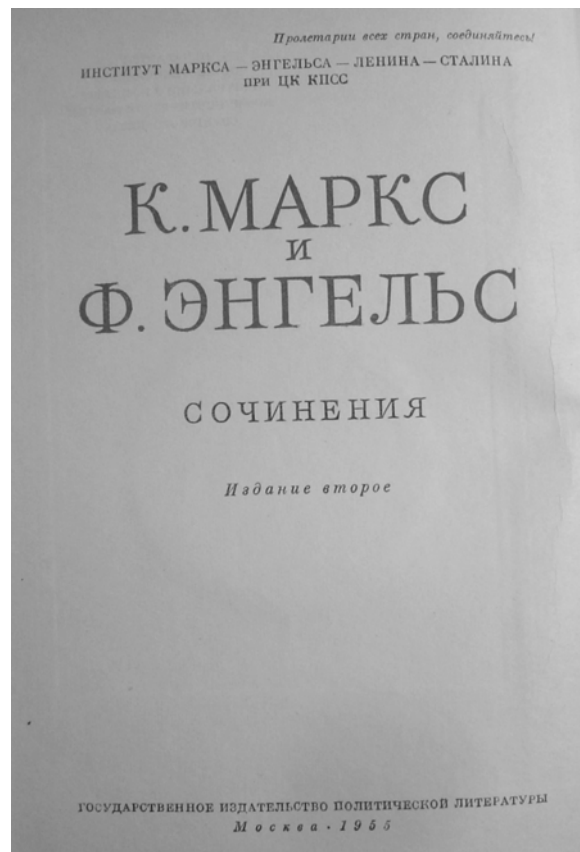 Пролетарии всех стран, соединяйтесь!
ИНСТИТУТ МАРКСА — ЭНГЕЛЬСА — ЛЕНИНА — СТАЛИНА
ПРИ ЦК КПСС
К. МАРКС
И
Ф. ЭНГЕЛЬС
СОЧИНЕНИЯ
Издание второе
ГОСУДАРСТВЕННОЕ ИЗДАТЕЛЬСТВО ПОЛИТИЧЕСКОЙ ЛИТЕРАТУРЫ
Москва · 1955